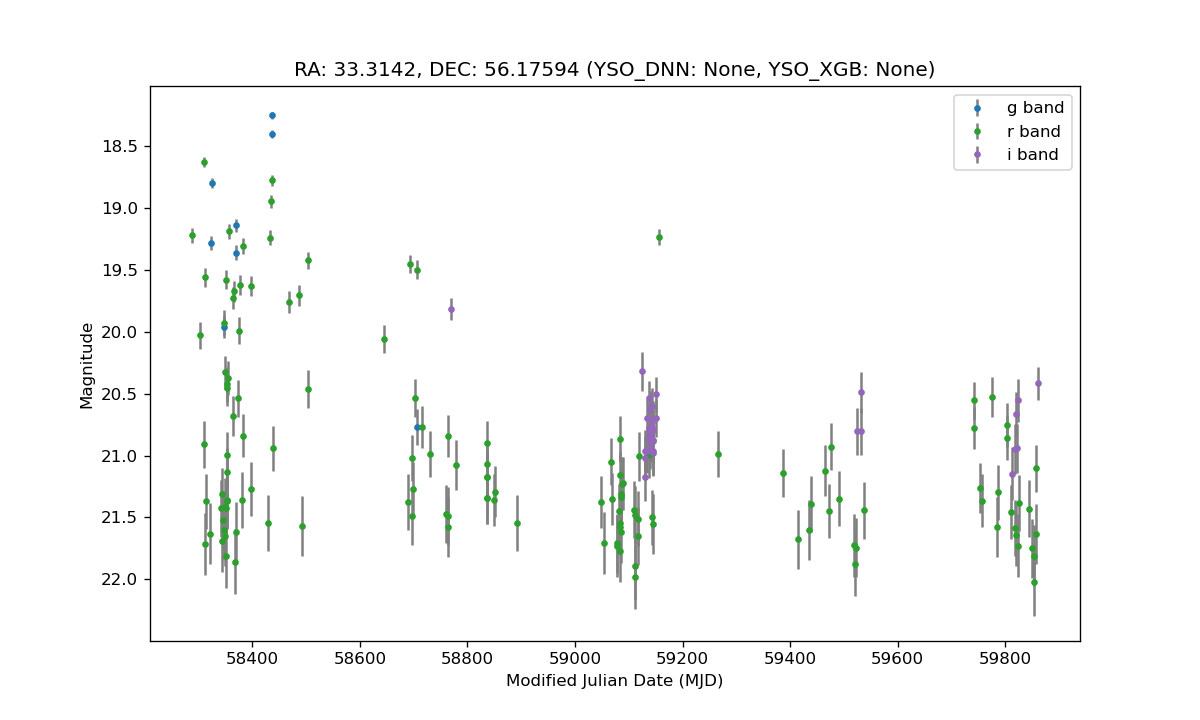 RA: 33.3142, DEC: 56.17594 (YSO_DNN: None, YSO_XGB: None)
g band
r band
i band
18.5
19.0
19.5
20.0
20.5
21.0
21.5
22.0
Magnitude
58400 58600 58800 59000 59200 59400 59600 59800
Modified Julian Date (MJD)